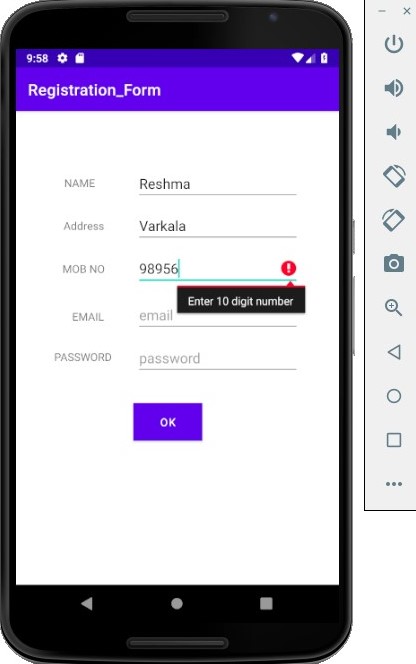 9:58
Registration_Form
NAME Reshma
Address Varkala
MOB NO 98956
Enter 10 digit number
EMAIL email
PASSWORD password
OK